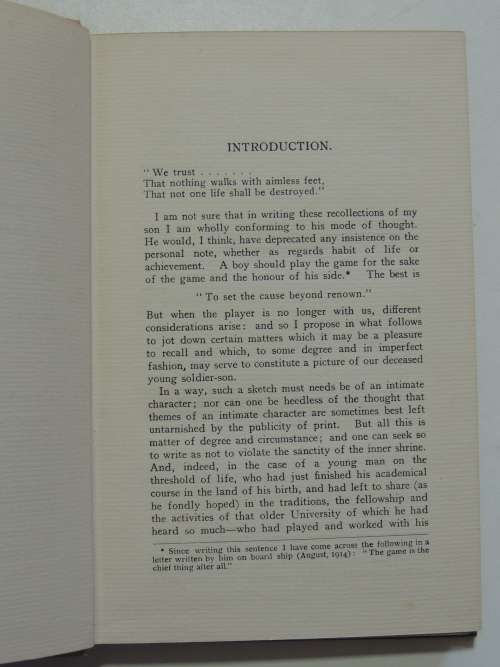 INTRODUCTION.
"We trust . . . . . . .
That nothing walks with aimless feet,
That not one life shall be destroyed."
I am not sure that in writing these recollections of my
son I am wholly conforming to his mode of thought.
He would, I think, have deprecated any insistence on the
personal note, whether as regards habit of life or
achievement. A boy should play the game for the sake
of the game and the honour of his side.* The best is
"To set the cause beyond renown."
But when the player is no longer with us, different
considerations arise: and so I propose in what follows
to jot down certain matters which it may be a pleasure
to recall and which, to some degree and in imperfect
fashion, may serve to constitute a picture of our deceased
young soldier-son.
In a way, such a sketch must needs be of an intimate
character; nor can one be heedless of the thought that
themes of an intimate character are sometimes best left
untarnished by the publicity of print. But all this is
matter of degree and circumstance; and one can seek so
to write as not to violate the sanctity of the inner shrine.
And, indeed, in the case of a young man on the
threshold of life, who had just finished his academical
course in the land of his birth, and had left to share (as
he fondly hoped) in the traditions, the fellowship and
the activities of that older University of which he had
heard so much—who had played and worked with his
* Since writing this sentence I have come across the following in a
letter written by him on board ship (August, 1914): "The game is the
chief thing after all."